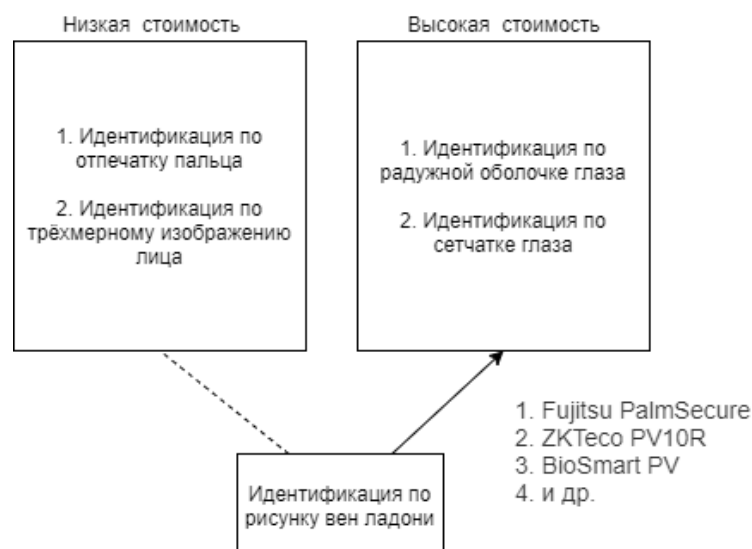 Низкая стоимость
1. Идентификация по
отпечатку пальца
2. Идентификация по
трёхмерному изображению
лица
Высокая стоимость
1. Идентификация по
радужной оболочке глаза
2. Идентификация по
сетчатке глаза
Идентификация по
рисунку вен ладони
1. Fujitsu PalmSecure
2. ZKTeco PV10R
3. BioSmart PV
4. и др.